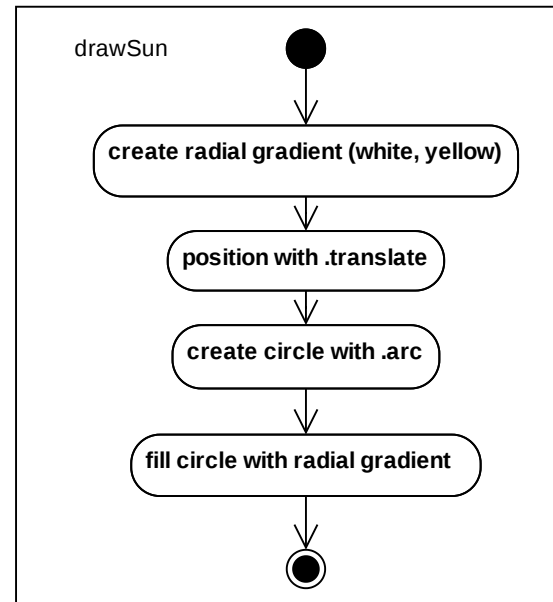 drawSun
create radial gradient (white, yellow)
position with .translate
create circle with .arc
fill circle with radial gradient